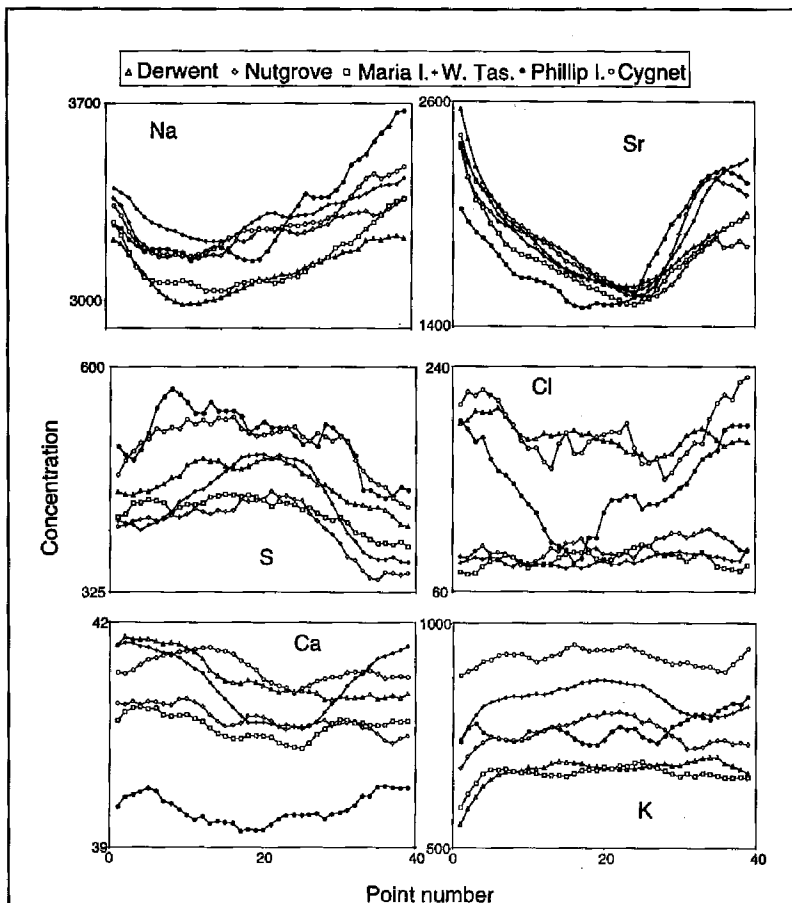 ▵ Derwent ⋄ Nutgrove ▫ Maria I. + W. Tas. • Phillip I. ∘ Cygnet
3700
Na
3000
2600
Sr
1400
600
S
325
240
Cl
60
Concentration
42
Ca
39
0
20
40
1000
K
500
0
20
40
Point number